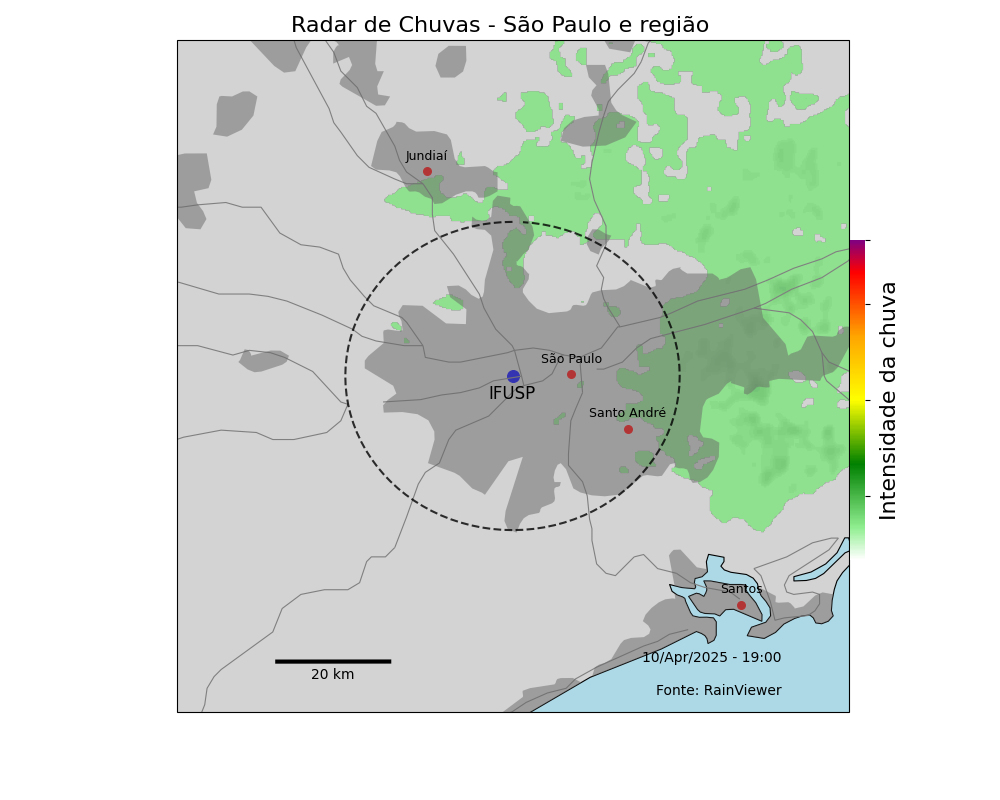 Radar de Chuvas - São Paulo e região
Jundiaí
São Paulo
IFUSP
Santo André
Intensidade da chuva
Santos
10/Apr/2025 - 19:00
20 km
Fonte: RainViewer